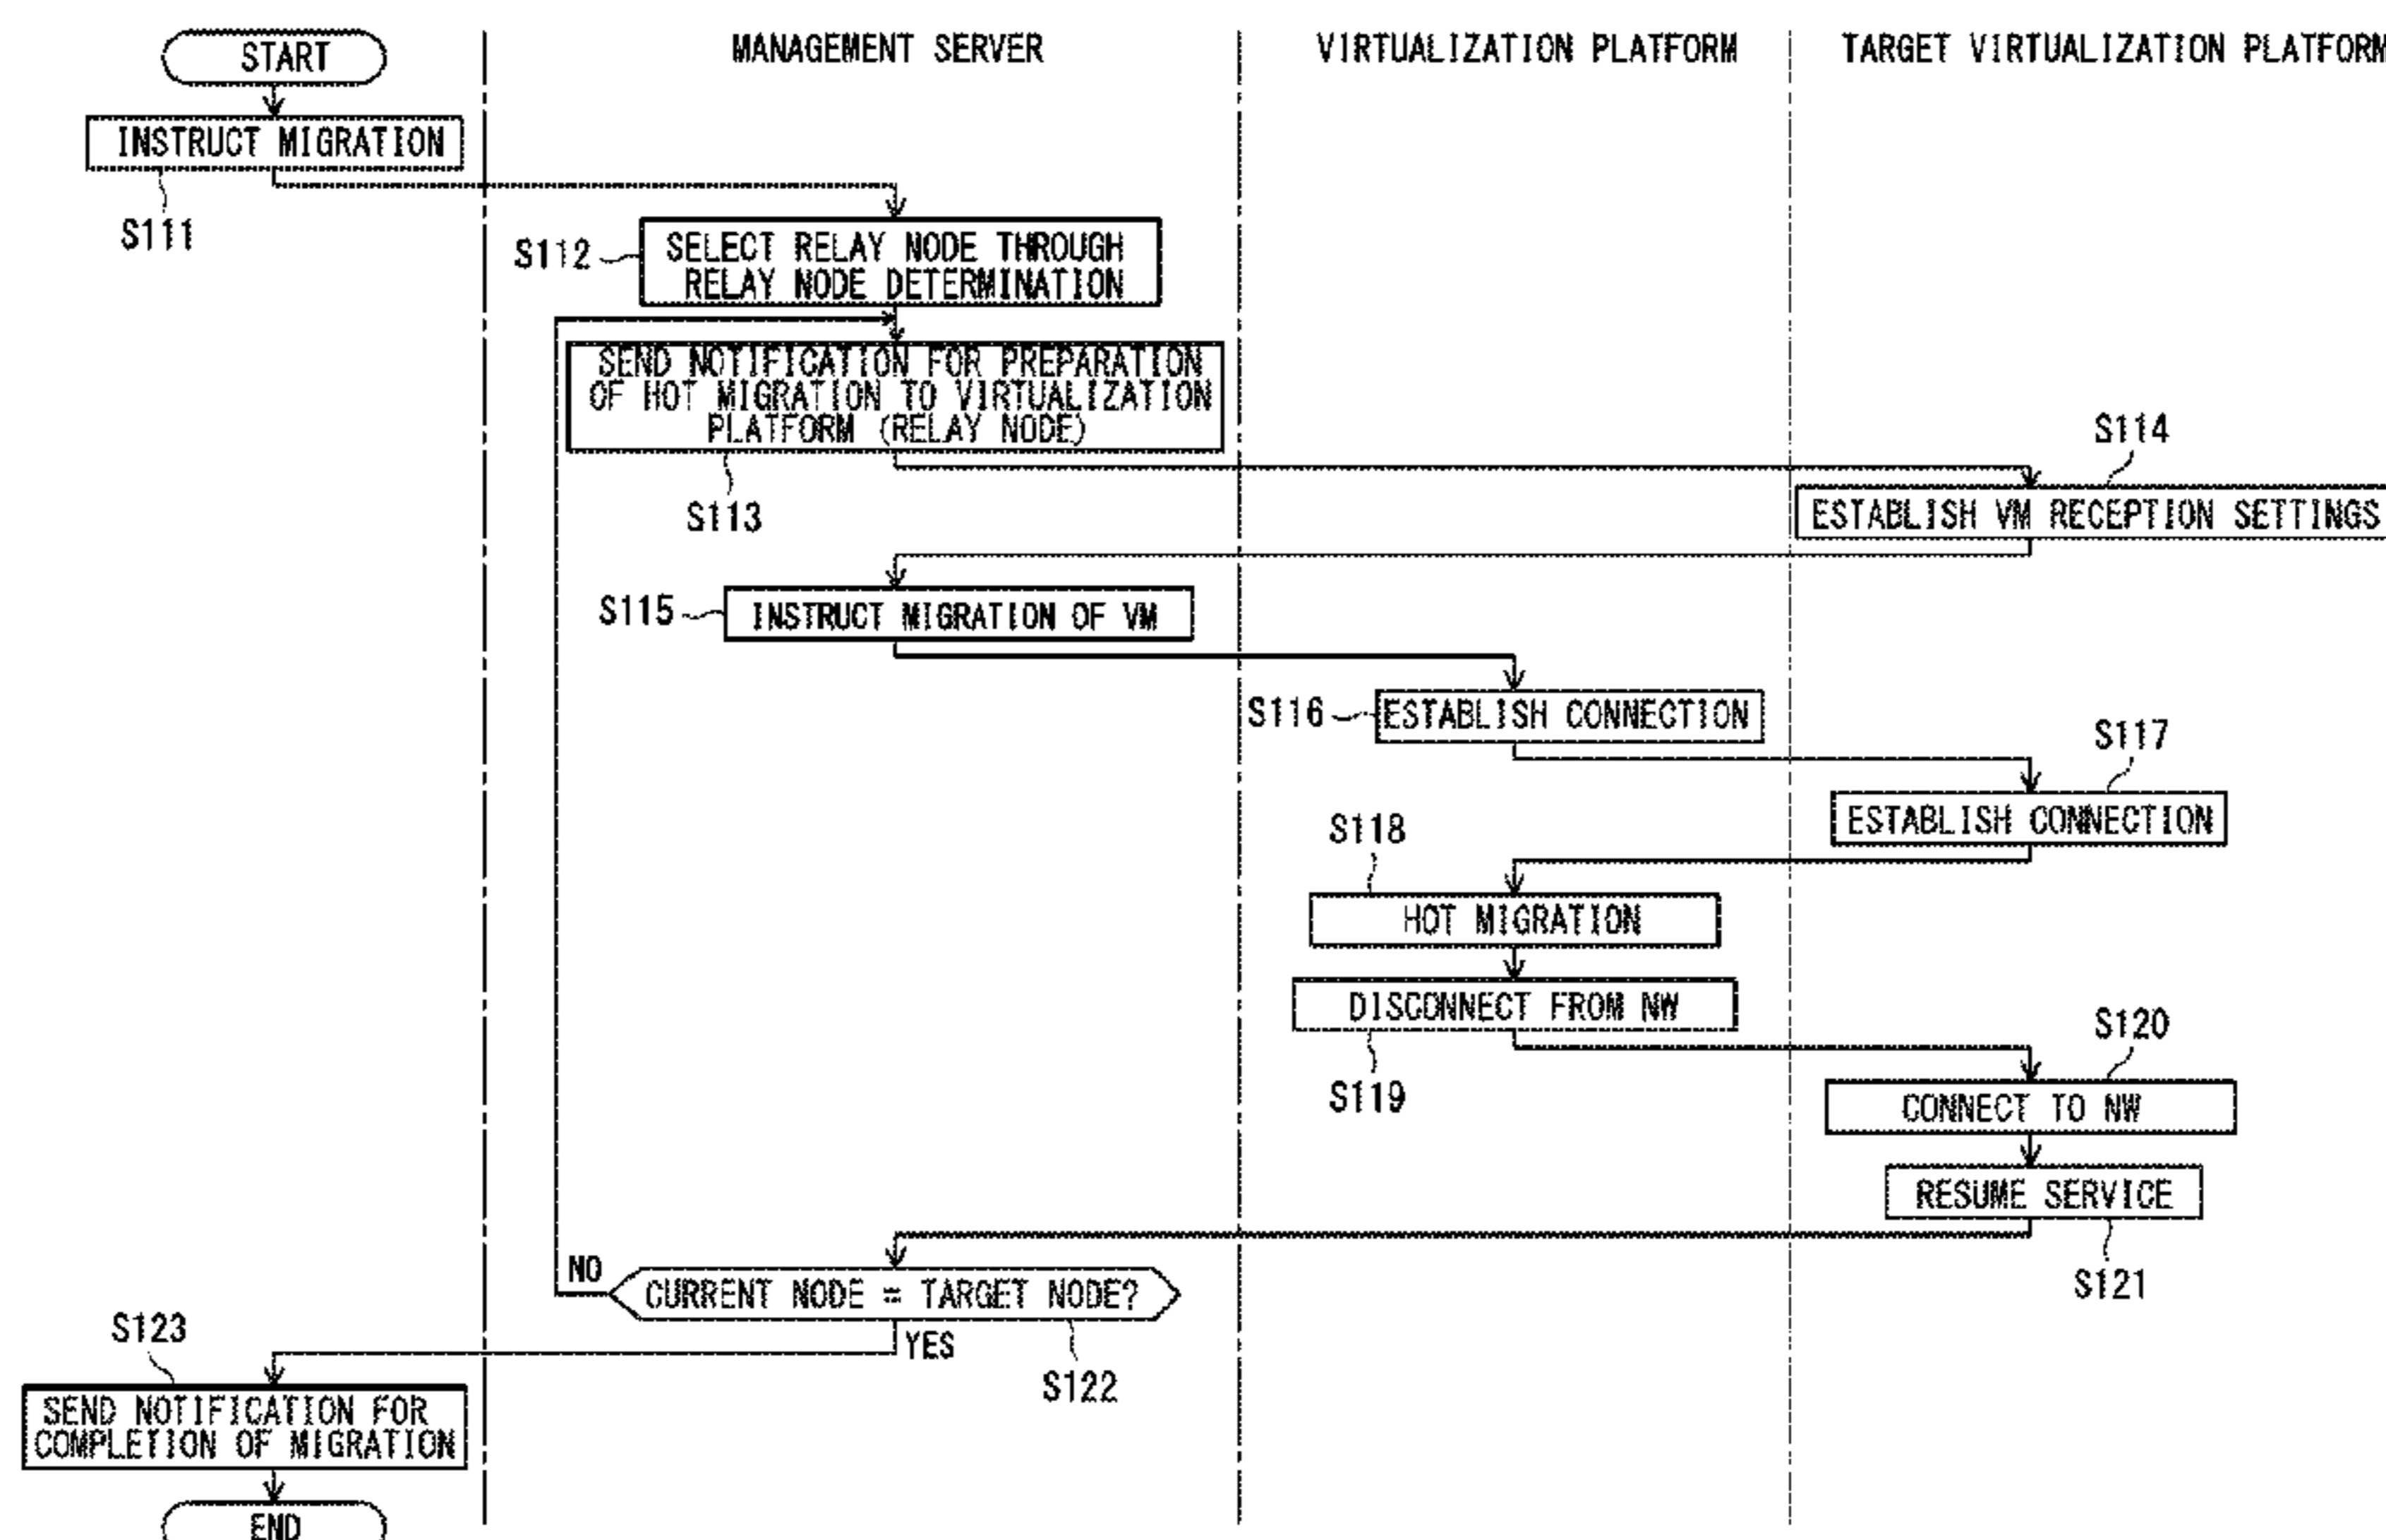 START
MANAGEMENT SERVER
VIRTUALIZATION PLATFORM
TARGET VIRTUALIZATION PLATFORM
INSTRUCT MIGRATION
S111
S112
SELECT RELAY NODE THROUGH
RELAY NODE DETERMINATION
SEND NOTIFICATION FOR PREPARATION
OF HOT MIGRATION TO VIRTUALIZATION
PLATFORM (RELAY NODE)
S113
S114
ESTABLISH VM RECEPTION SETTINGS
S115
INSTRUCT MIGRATION OF VM
S116
ESTABLISH CONNECTION
S117
ESTABLISH CONNECTION
S118
HOT MIGRATION
DISCONNECT FROM NW
S119
S120
CONNECT TO NW
RESUME SERVICE
S121
NO
CURRENT NODE = TARGET NODE?
YES
S122
S123
SEND NOTIFICATION FOR
COMPLETION OF MIGRATION
END